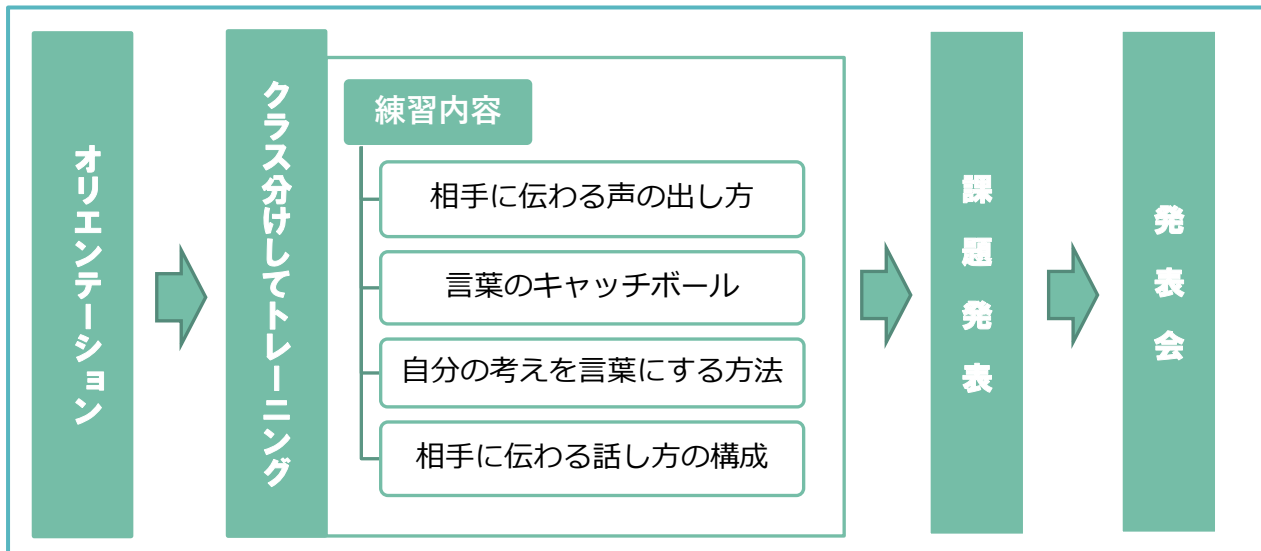 オリエンテーション
クラス分けしてトレーニング
練習内容
相手に伝わる声の出し方
言葉のキャッチボール
自分の考えを言葉にする方法
相手に伝わる話し方の構成
課題発表
発表会